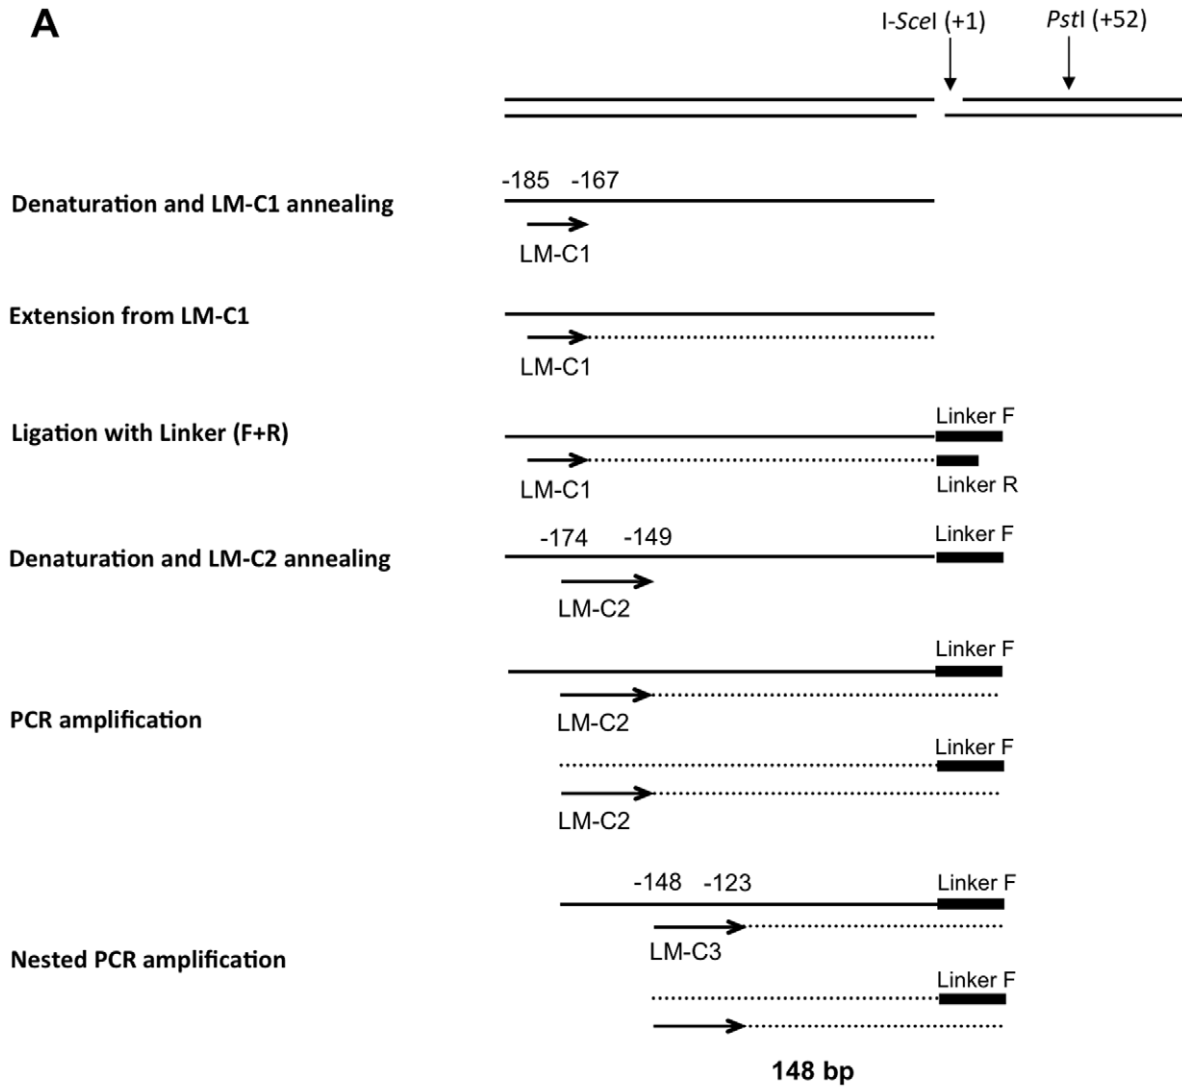 A
I-SceI (+1) PstI (+52)
-185 -167
Denaturation and LM-C1 annealing
LM-C1
Extension from LM-C1
LM-C1
Linker F
Ligation with Linker (F+R)
LM-C1 Linker R
-174 -149 Linker F
Denaturation and LM-C2 annealing
LM-C2
Linker F
PCR amplification
LM-C2
Linker F
LM-C2
-148 -123 Linker F
LM-C3
Nested PCR amplification
Linker F
148 bp